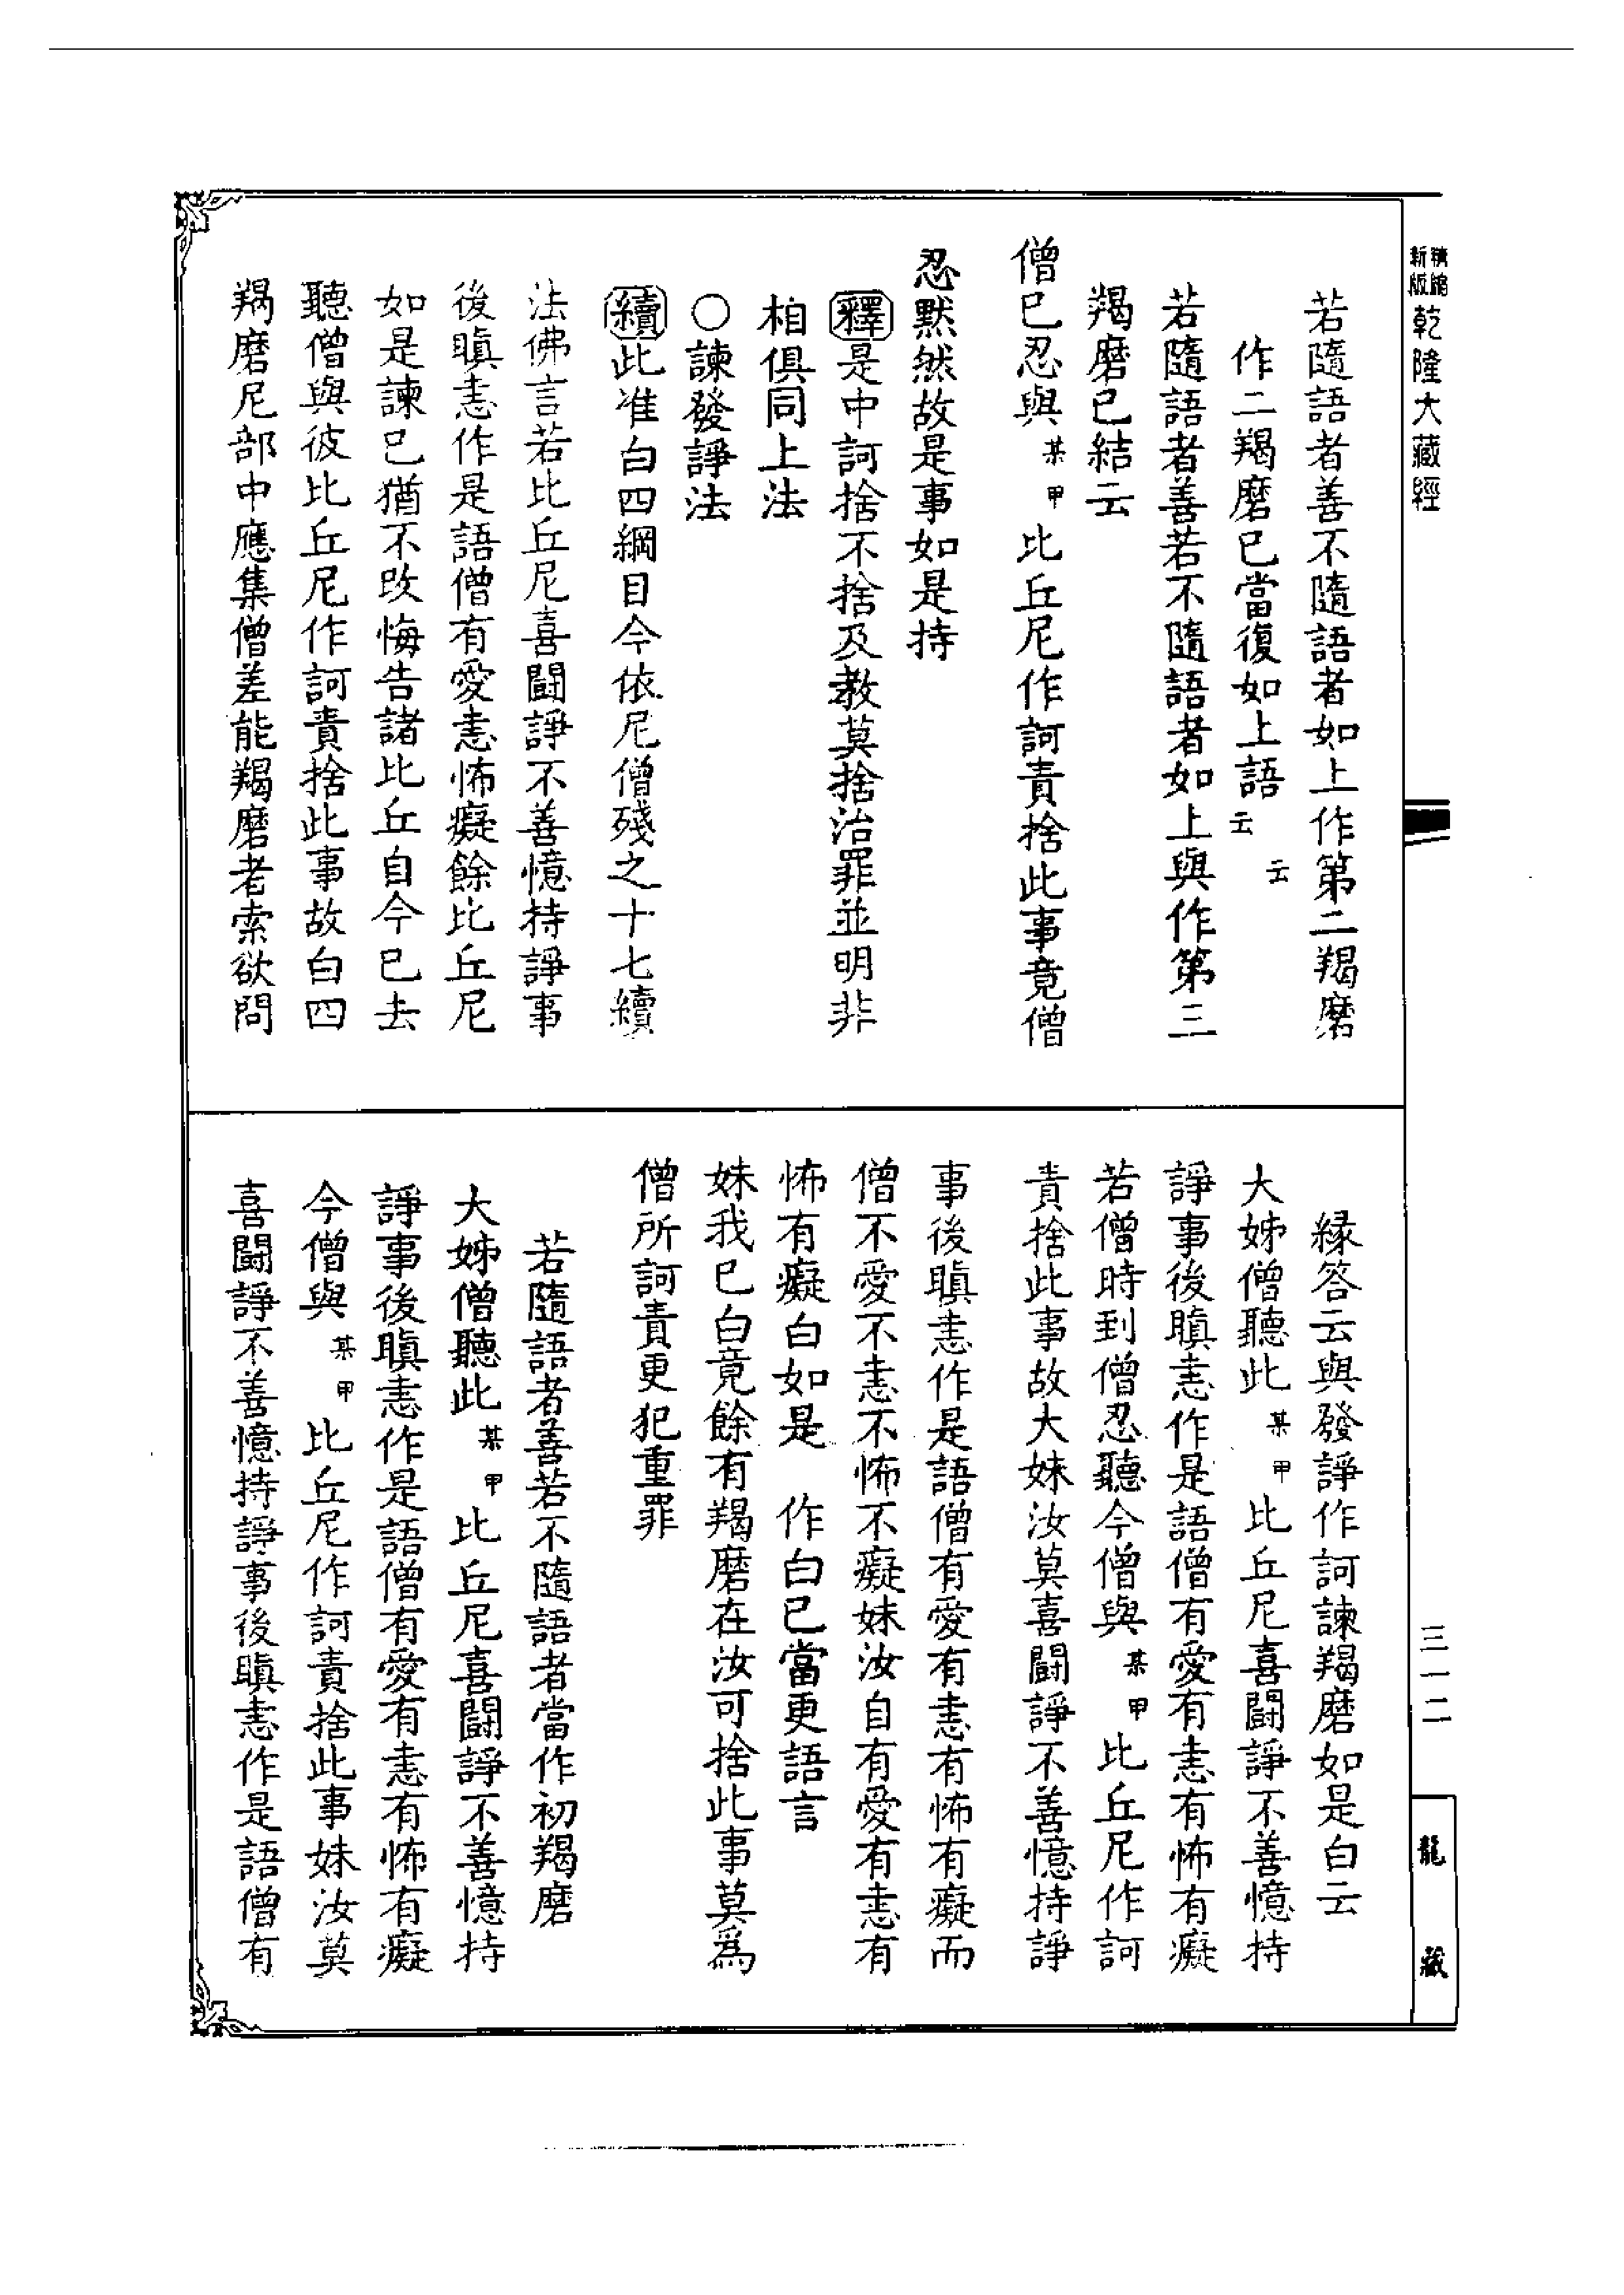 新編縮版乾隆大藏經
若隨語者善不隨語者如上作第二羯磨
作二羯磨已當復如上語云云
若隨語者善若不隨語者如上與作第三
羯磨已結云
僧已忍與某甲比丘尼作訶責捨此事竟僧
忍默然故是事如是持
釋是中訶捨不捨及教莫捨治罪並明非
相俱同上法
○諫發諍法
續此准白四綱目今依尼僧殘之十七續
法佛言若比丘尼喜鬪諍不善憶持諍事
後瞋恚作是語僧有愛恚怖癡餘比丘尼
如是諫已猶不改悔告諸比丘自今已去
聽僧與彼比丘尼作訶責捨此事故白四
羯磨尼部中應集僧差能羯磨者索欲問
緣答云與發諍作訶諫羯磨如是白云
大姊僧聽此某甲比丘尼喜鬪諍不善憶持
諍事後瞋恚作是語僧有愛有恚有怖有癡
若僧時到僧忍聽今僧與某甲比丘尼作訶
責捨此事故大妹汝莫喜鬪諍不善憶持諍
事後瞋恚作是語僧有愛有恚有怖有癡而
僧不愛不恚不怖不癡妹汝自有愛有恚有
怖有癡白如是 作白已當更語言
妹我已白竟餘有羯磨在汝可捨此事莫為
僧所訶責更犯重罪
若隨語者善若不隨語者當作初羯磨
大姊僧聽此某甲比丘尼喜鬪諍不善憶持
諍事後瞋恚作是語僧有愛有恚有怖有癡
今僧與某甲比丘尼作訶責捨此事妹汝莫
喜鬪諍不善憶持諍事後瞋恚作是語僧有
三一二
龍藏